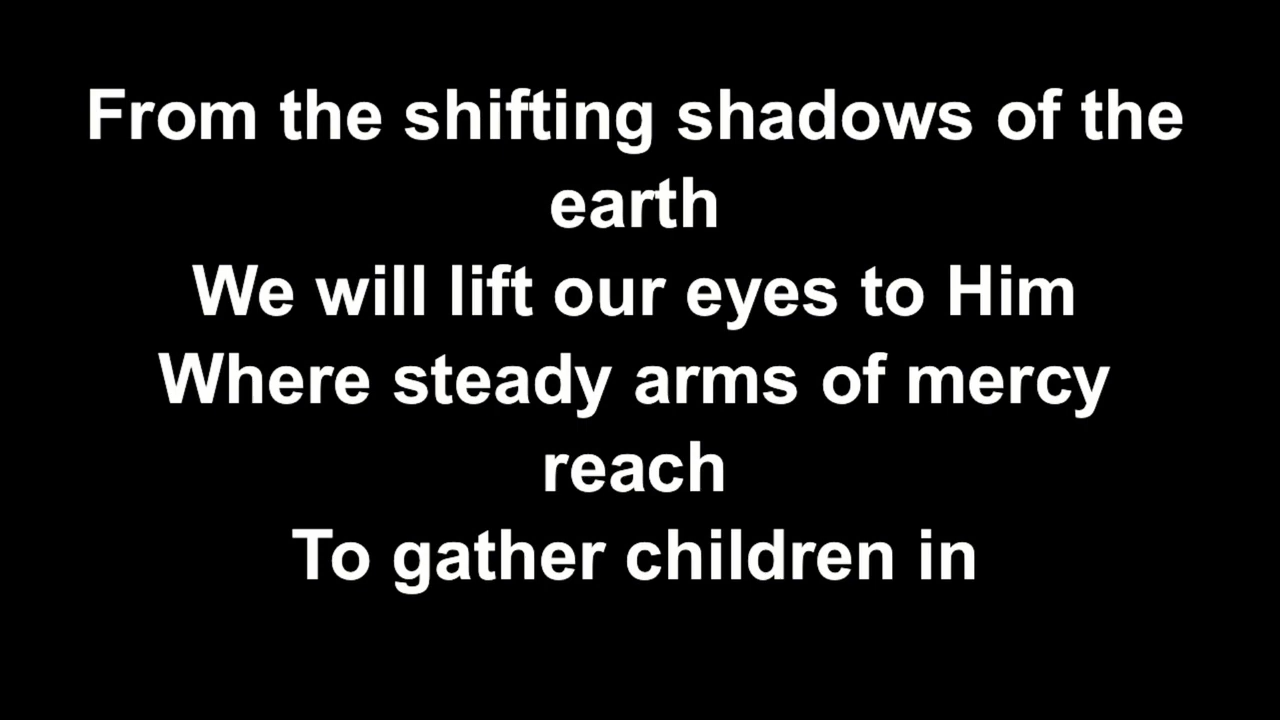 From the shifting shadows of the
earth
We will lift our eyes to Him
Where steady arms of mercy
reach
To gather children in